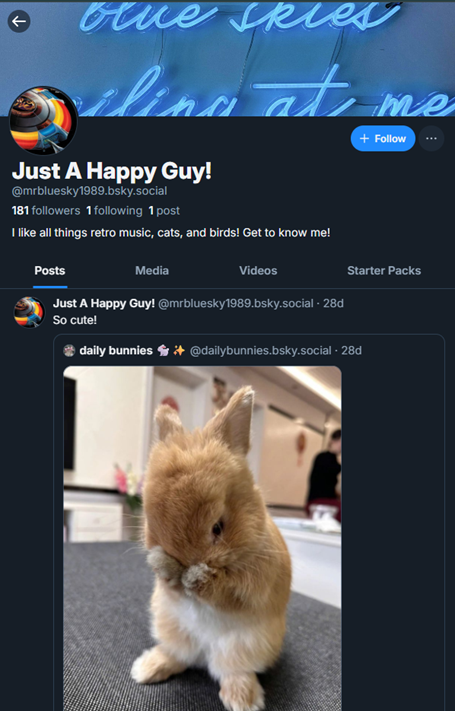 blue skies
at me
Follow
Just A Happy Guy!
@mrbluesky1989.bsky.social
181 followers 1 following 1 post
I like all things retro music, cats, and birds! Get to know me!
Posts Media Videos Starter Packs
Just A Happy Guy! @mrbluesky1989.bsky.social · 28d
So cute!
daily bunnies 🐇 ✨ @dailybunnies.bsky.social · 28d